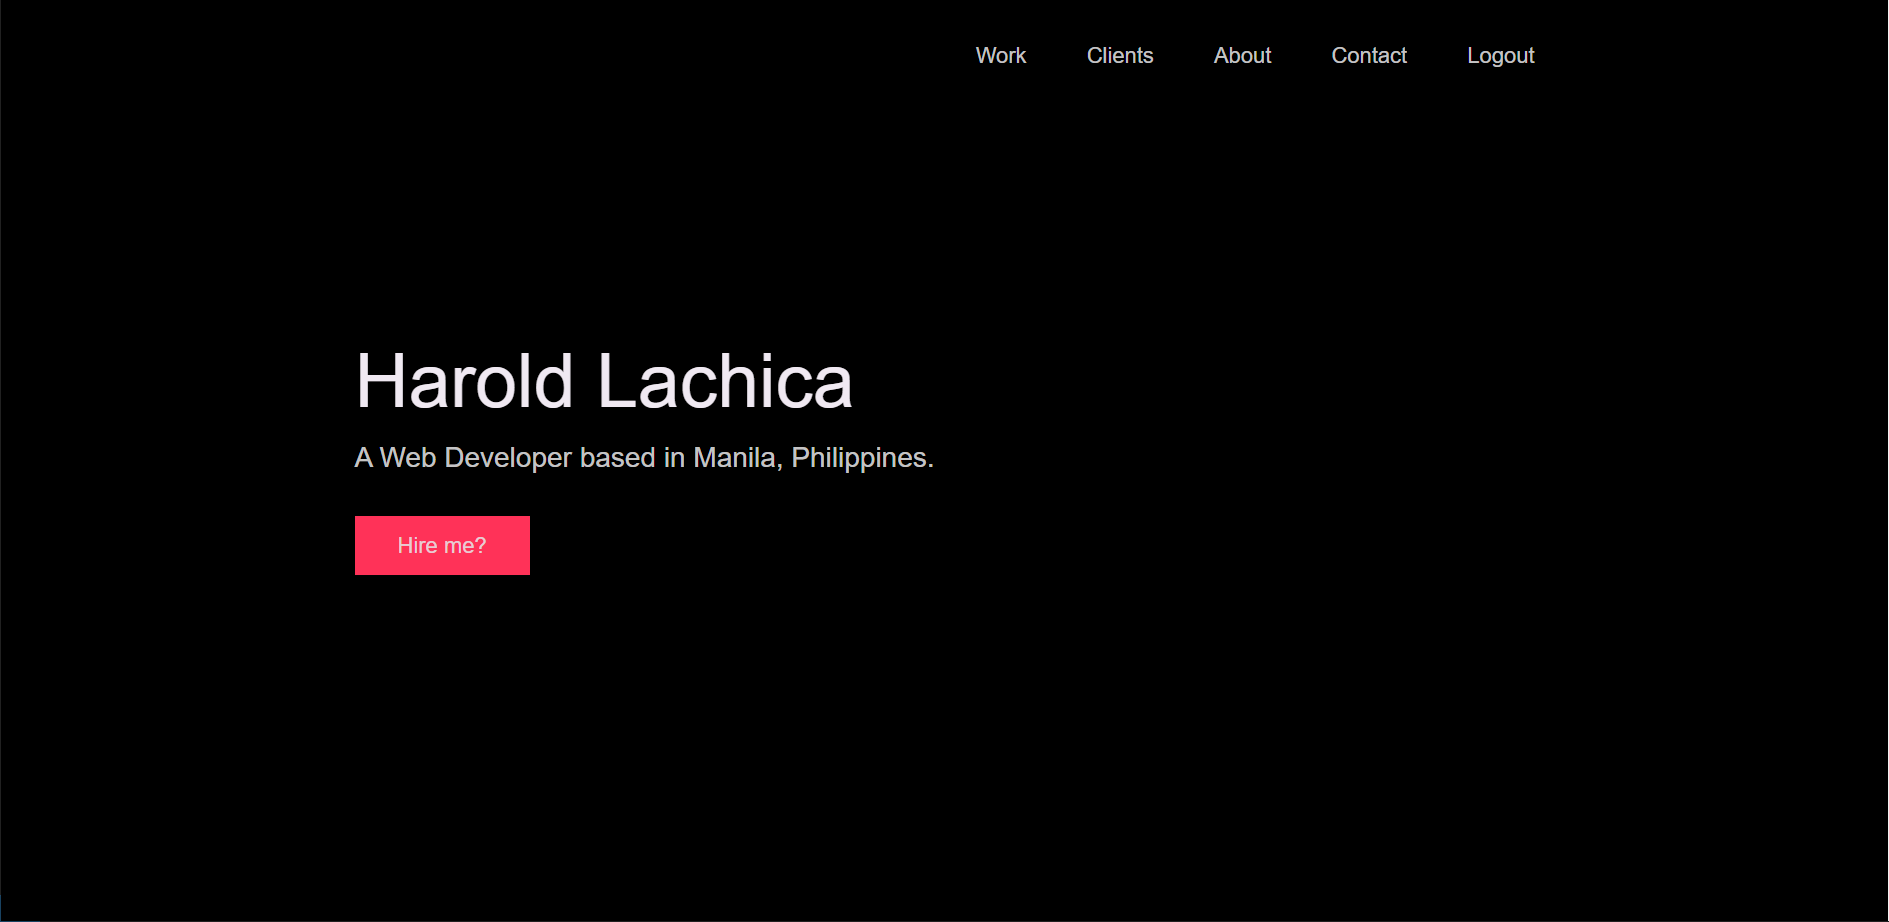 Work Clients About Contact Logout
Harold Lachica
A Web Developer based in Manila, Philippines.
Hire me?